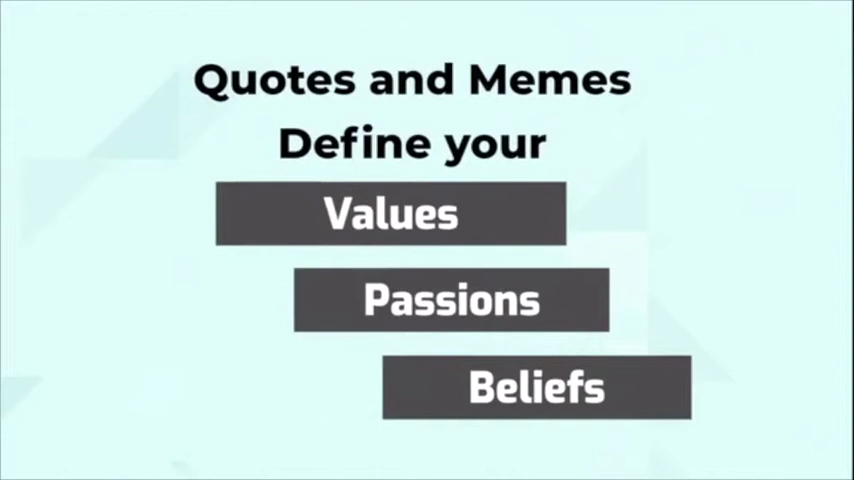 Quotes and Memes
Define your
Values
Passions
Beliefs